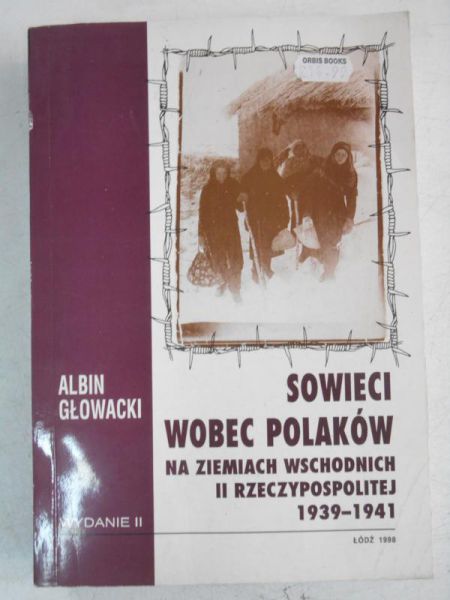 ORBIS BOOKS
ALBIN
GŁOWACKI
SOWIECI
WOBEC POLAKÓW
NA ZIEMIACH WSCHODNICH
II RZECZYPOSPOLITEJ
1939–1941
WYDANIE II
ŁÓDŹ 1998